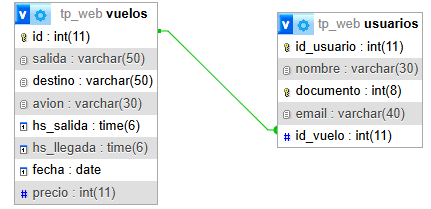 tp_web vuelos
id : int(11)
salida : varchar(50)
destino : varchar(50)
avion : varchar(30)
hs_salida : time(6)
hs_llegada : time(6)
fecha : date
precio : int(11)
tp_web usuarios
id_usuario : int(11)
nombre : varchar(30)
documento : int(8)
email : varchar(40)
id_vuelo : int(11)